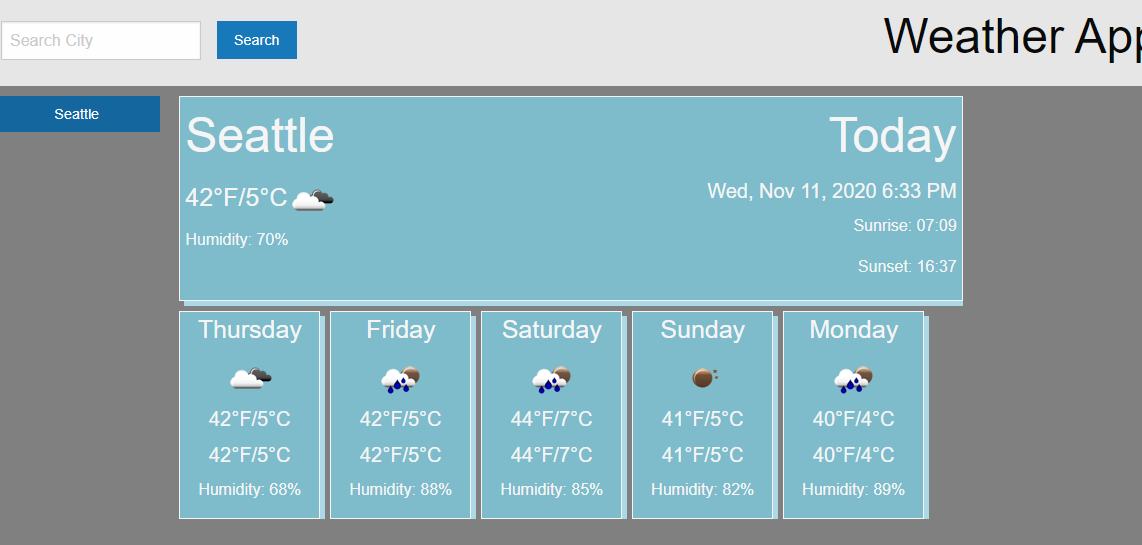 Search City
Search
Weather App
Seattle
Seattle
Today
42°F/5°C
Wed, Nov 11, 2020 6:33 PM
Humidity: 70%
Sunrise: 07:09
Sunset: 16:37
Thursday
42°F/5°C
42°F/5°C
Humidity: 68%
Friday
42°F/5°C
42°F/5°C
Humidity: 88%
Saturday
44°F/7°C
44°F/7°C
Humidity: 85%
Sunday
41°F/5°C
41°F/5°C
Humidity: 82%
Monday
40°F/4°C
40°F/4°C
Humidity: 89%